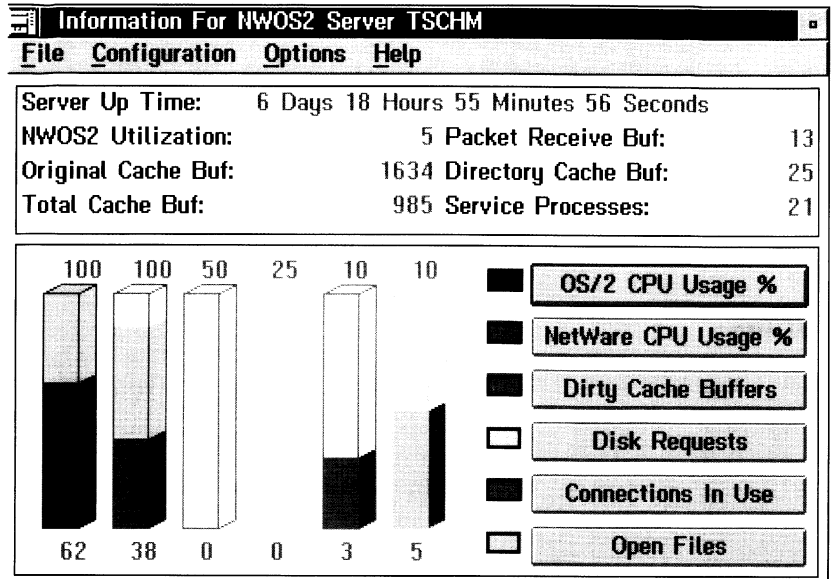 Information For NWOS2 Server TSCHM
File Configuration Options Help
Server Up Time: 6 Days 18 Hours 55 Minutes 56 Seconds
NWOS2 Utilization: 5 Packet Receive Buf: 13
Original Cache Buf: 1634 Directory Cache Buf: 25
Total Cache Buf: 985 Service Processes: 21
100 100 50 25 10 10
OS/2 CPU Usage %
NetWare CPU Usage %
Dirty Cache Buffers
Disk Requests
Connections In Use
Open Files
62 38 0 0 3 5